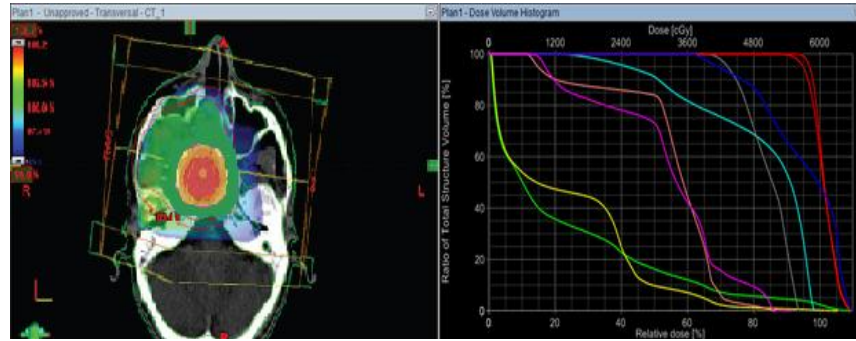 Plan1 - Unapproved - Transversal - CT_1
R
L
Plan1 - Dose Volume Histogram
Dose [cGy]
0 1200 2400 3600 4800 6000
Ratio of Total Structure Volume [%]
100
80
60
40
20
0
0 20 40 60 80 100
Relative dose [%]